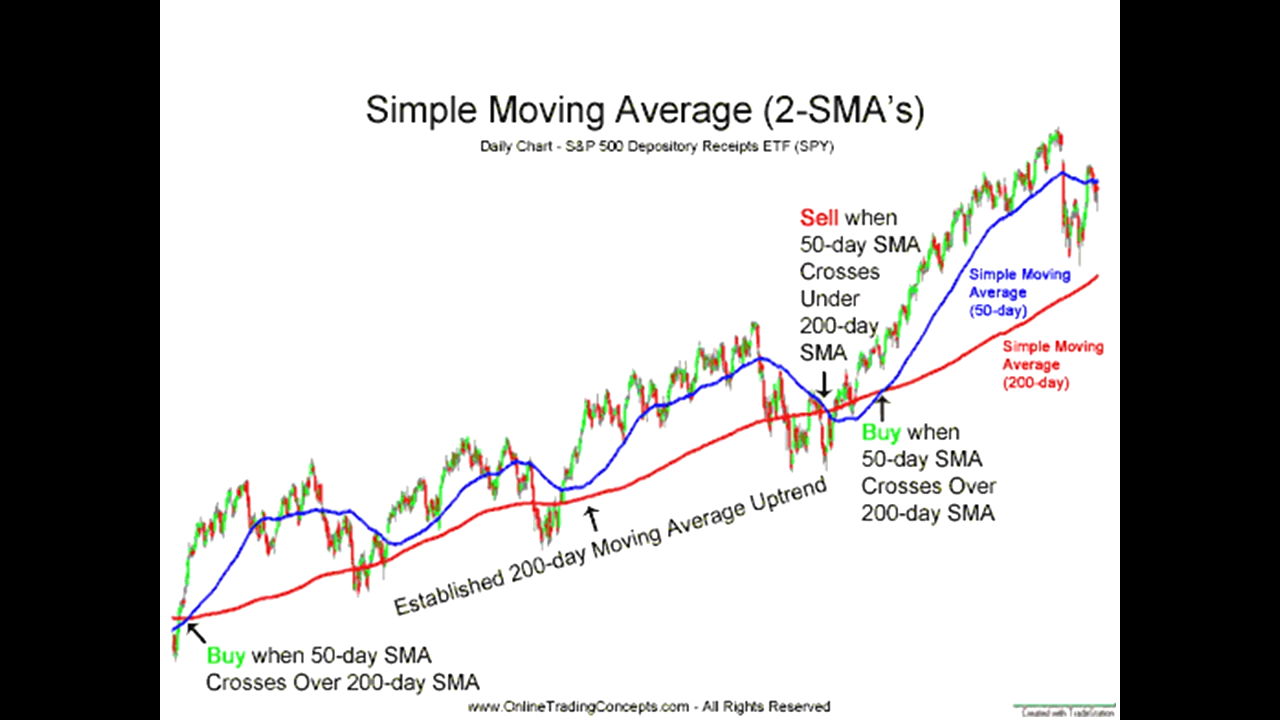 Simple Moving Average (2-SMA's)
Daily Chart - S&P 500 Depository Receipts ETF (SPY)
Sell when
50-day SMA
Crosses
Under
200-day
SMA
Simple Moving
Average
(50-day)
Simple Moving
Average
(200-day)
Buy when
50-day SMA
Crosses Over
200-day SMA
Established 200-day Moving Average Uptrend
Buy when 50-day SMA
Crosses Over 200-day SMA
www.OnlineTradingConcepts.com - All Rights Reserved
Created with TradeStation